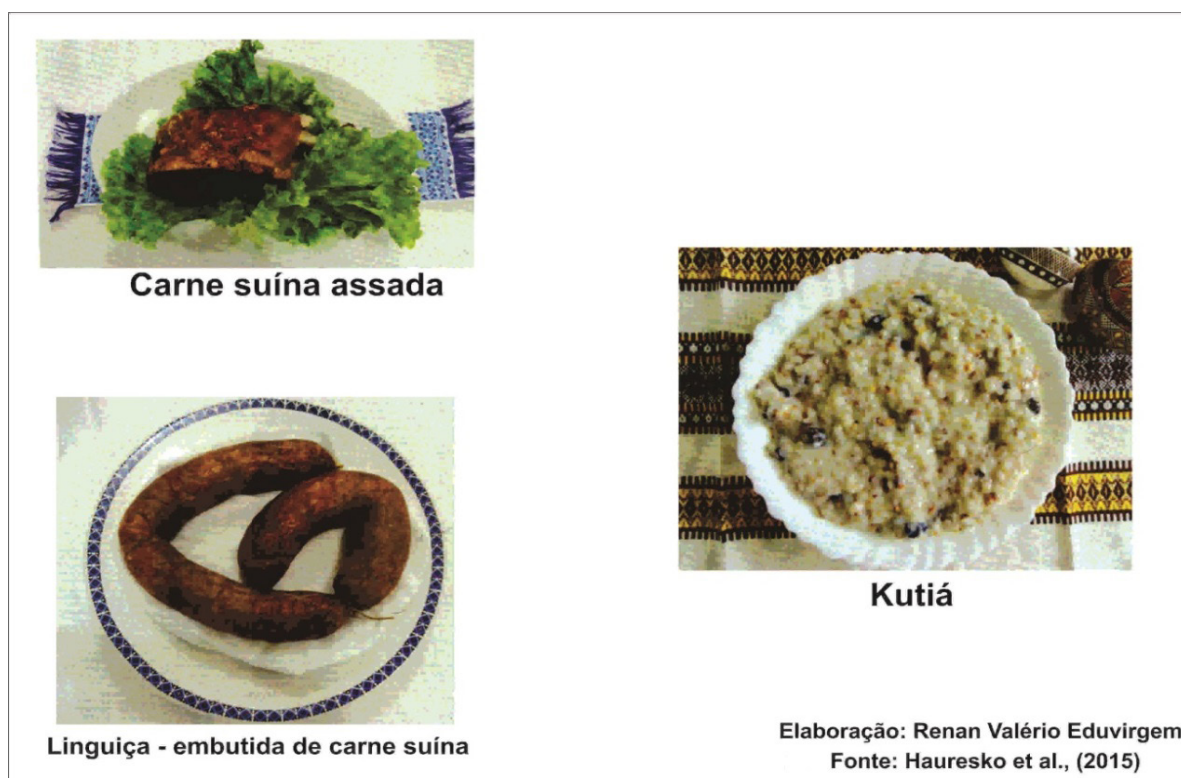 Carne suína assada
Kutiá
Linguiça - embutida de carne suína
Elaboração: Renan Valério Eduvirgem
Fonte: Hauresko et al., (2015)